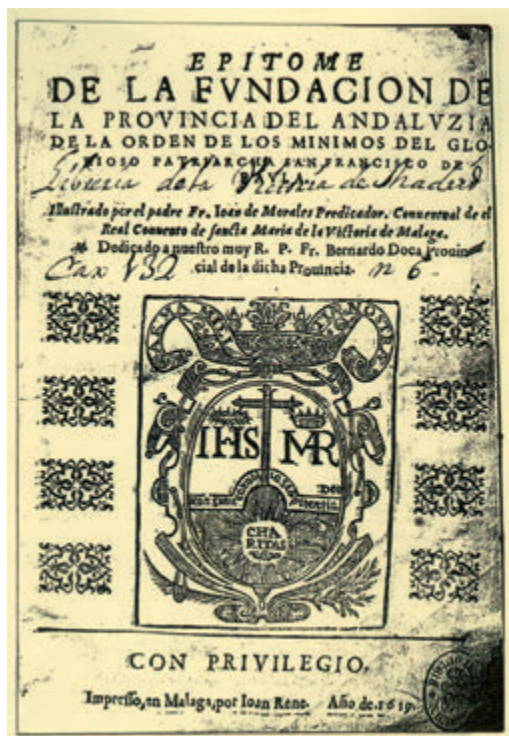 EPITOME
DE LA FVNDACION DE
LA PROVINCIA DEL ANDALVZIA
DE LA ORDEN DE LOS MINIMOS DEL GLO-
RIOSO PATRIARCHA SAN FRANCISCO DE
PAVLA.
Libreria de la Victoria de Madrid
Illustrado por el padre Fr. Ioan de Morales Predicador. Conuentual de el
Real Conuento de sancta Maria de la Victoria de Malaga.
Dedicado a nuestro muy R. P. Fr. Bernardo Doca Prouin-
Cax 132 cial de la dicha Prouincia. n 6
IHS MR
CHA
RITAS
CON PRIVILEGIO.
Impresso, en Malaga, por Ioan Rene. Año de. 1619.